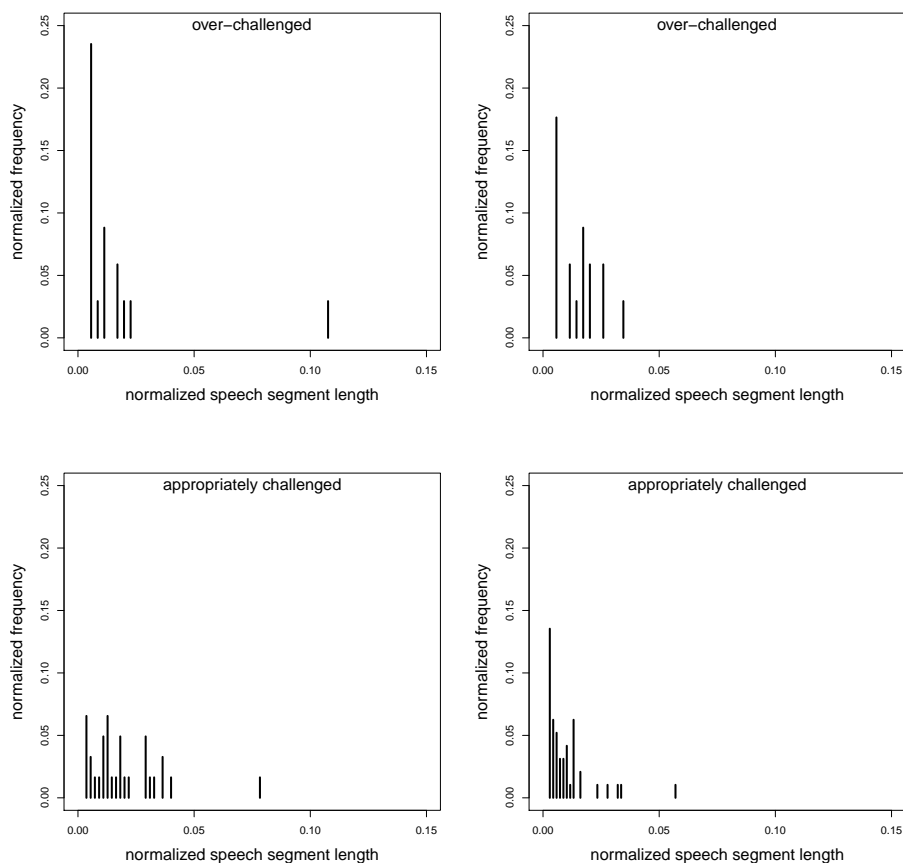 over−challenged
normalized frequency
0.25
0.20
0.15
0.10
0.05
0.00
0.00 0.05 0.10 0.15
normalized speech segment length
over−challenged
normalized frequency
0.25
0.20
0.15
0.10
0.05
0.00
0.00 0.05 0.10 0.15
normalized speech segment length
appropriately challenged
normalized frequency
0.25
0.20
0.15
0.10
0.05
0.00
0.00 0.05 0.10 0.15
normalized speech segment length
appropriately challenged
normalized frequency
0.25
0.20
0.15
0.10
0.05
0.00
0.00 0.05 0.10 0.15
normalized speech segment length